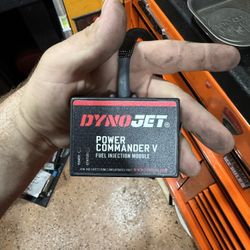 DYNOJET®
POWER
COMMANDER V
FUEL INJECTION MODULE